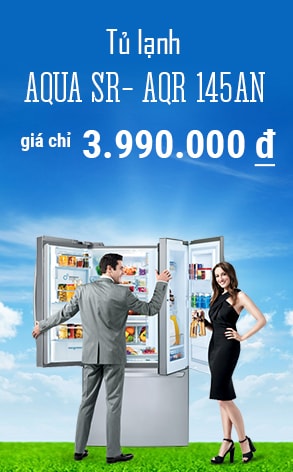 Tủ lạnh
AQUA SR- AQR 145AN
giá chỉ 3.990.000 đ